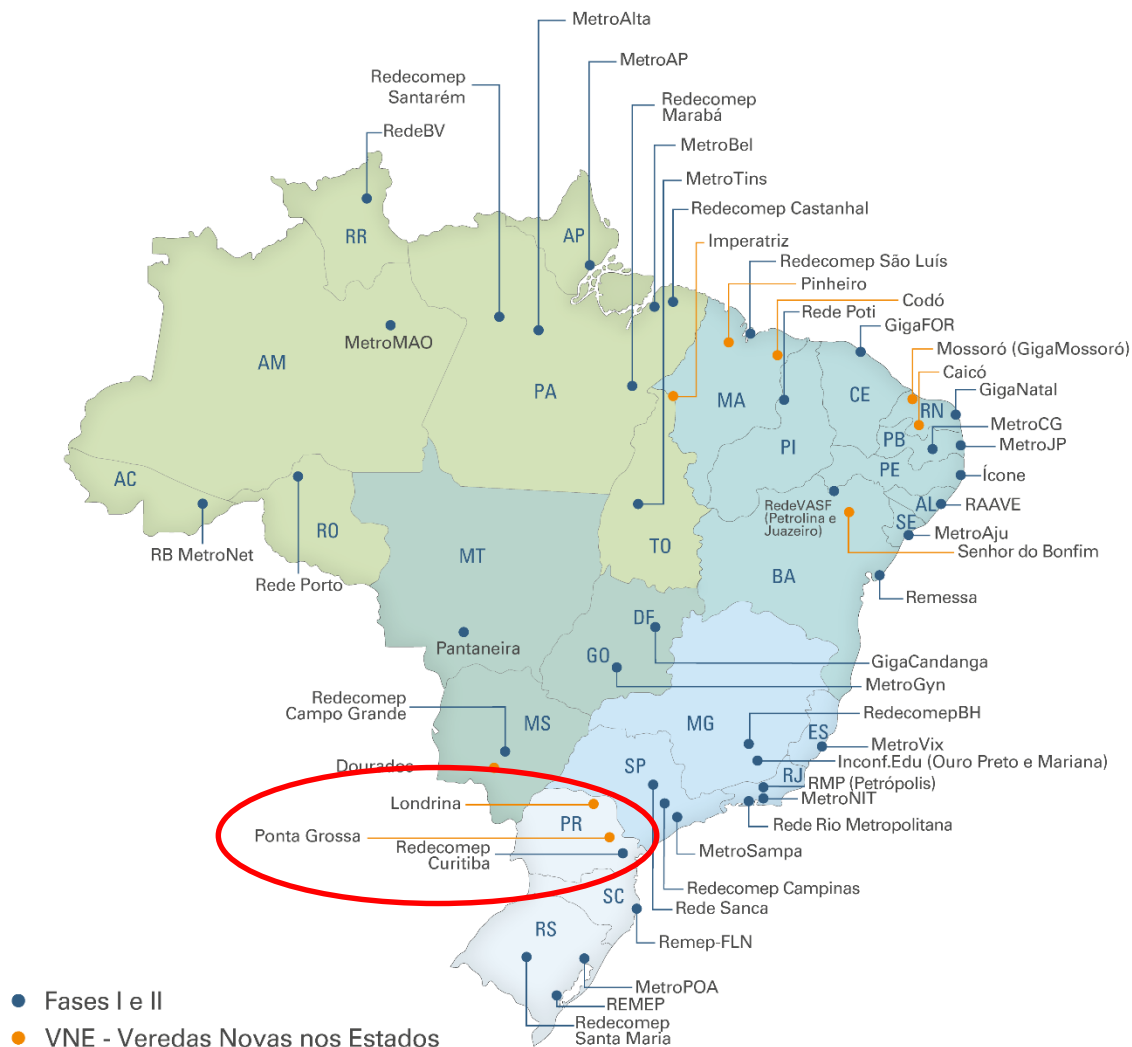 MetroAlta
MetroAP
Redecomep
Santarém
Redecomep
Marabá
RedeBV
MetroBel
MetroTins
Redecomep Castanhal
Imperatriz
RR
AP
Redecomep São Luís
Pinheiro
Codó
Rede Poti
GigaFOR
MetroMAO
Mossoró (GigaMossoró)
AM
Caicó
PA
MA
CE
GigaNatal
RN
MetroCG
PB
MetroJP
PI
PE
Ícone
AC
RedeVASF
(Petrolina e
Juazeiro)
AL
RAAVE
RO
SE
MetroAju
TO
RB MetroNet
MT
Senhor do Bonfim
Rede Porto
BA
Remessa
DF
Pantaneira
GO
GigaCandanga
MetroGyn
Redecomep
Campo Grande
MS
MG
RedecomepBH
ES
MetroVix
Dourados
SP
Inconf.Edu (Ouro Preto e Mariana)
RJ
RMP (Petrópolis)
Londrina
MetroNIT
PR
Rede Rio Metropolitana
Ponta Grossa
Redecomep
Curitiba
MetroSampa
Redecomep Campinas
SC
Rede Sanca
RS
Remep-FLN
MetroPOA
REMEP
Redecomep
Santa Maria
Fases I e II
VNE - Veredas Novas nos Estados